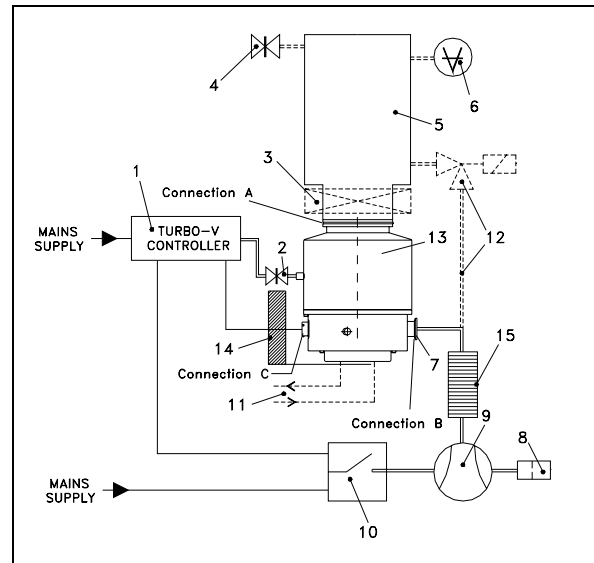 4
6
5
3
1
Connection A
2
13
MAINS
SUPPLY
TURBO-V
CONTROLLER
12
14
7
15
Connection C
11
Connection B
9
8
MAINS
SUPPLY
10